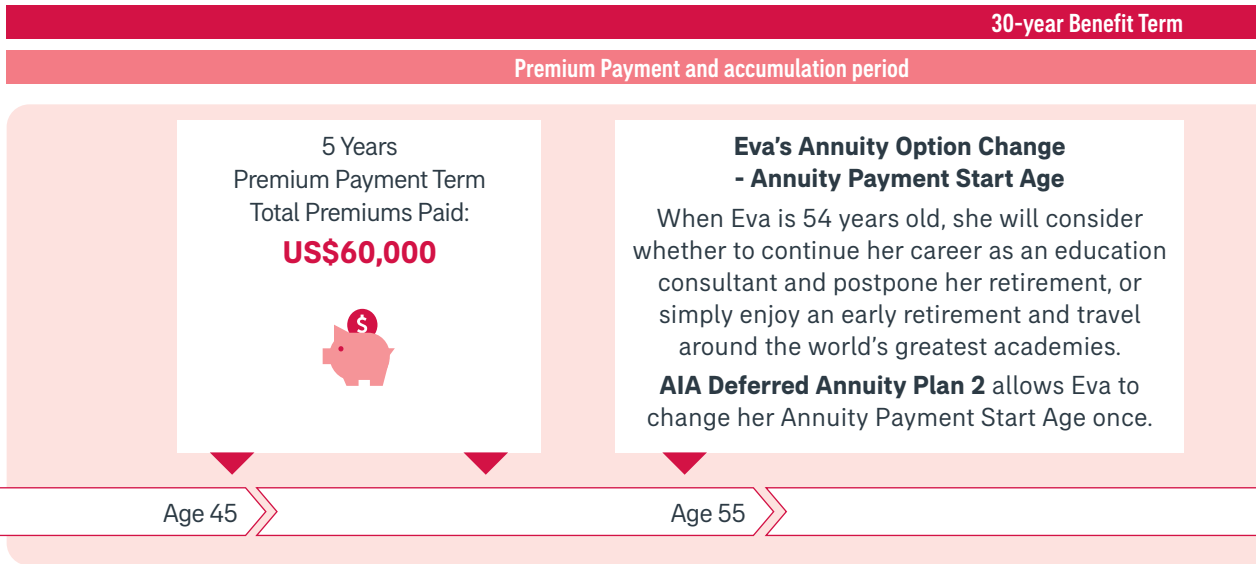 30-year Benefit Term
Premium Payment and accumulation period
5 Years
Premium Payment Term
Total Premiums Paid:
US$60,000
$
Eva's Annuity Option Change
- Annuity Payment Start Age
When Eva is 54 years old, she will consider
whether to continue her career as an education
consultant and postpone her retirement, or
simply enjoy an early retirement and travel
around the world's greatest academies.
AIA Deferred Annuity Plan 2 allows Eva to
change her Annuity Payment Start Age once.
Age 45
Age 55